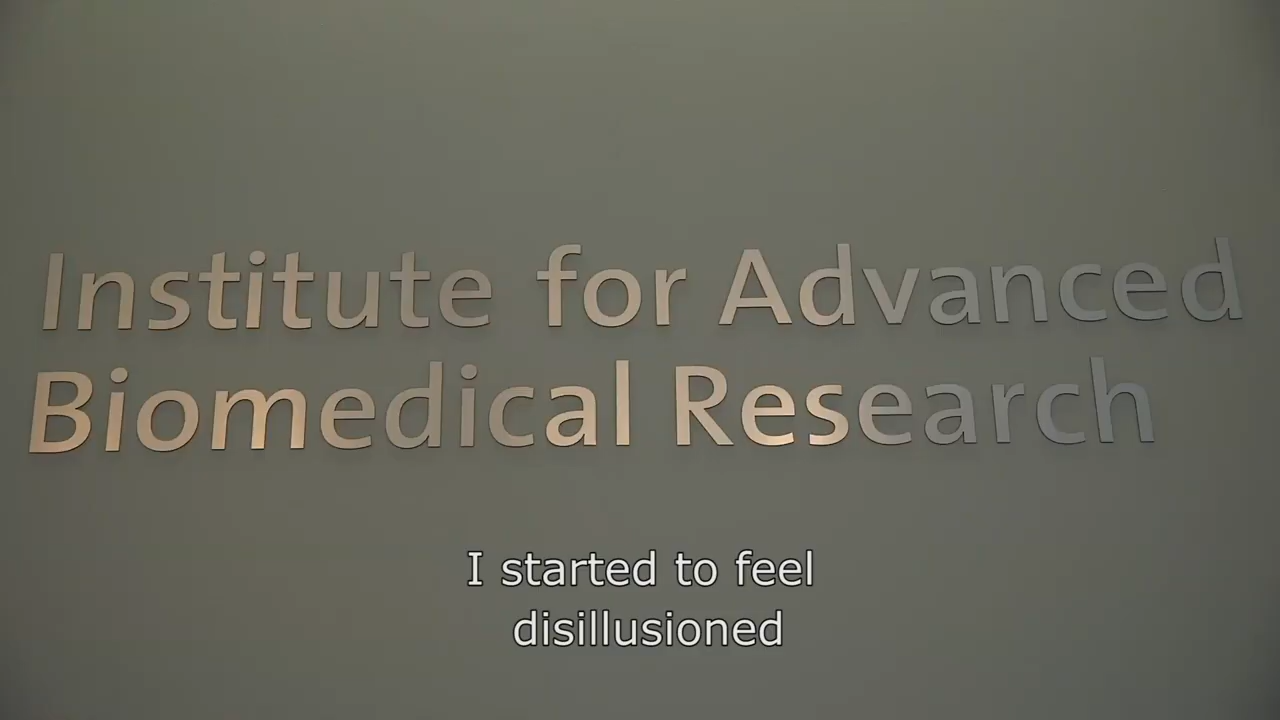 Institute for Advanced
Biomedical Research
I started to feel
disillusioned